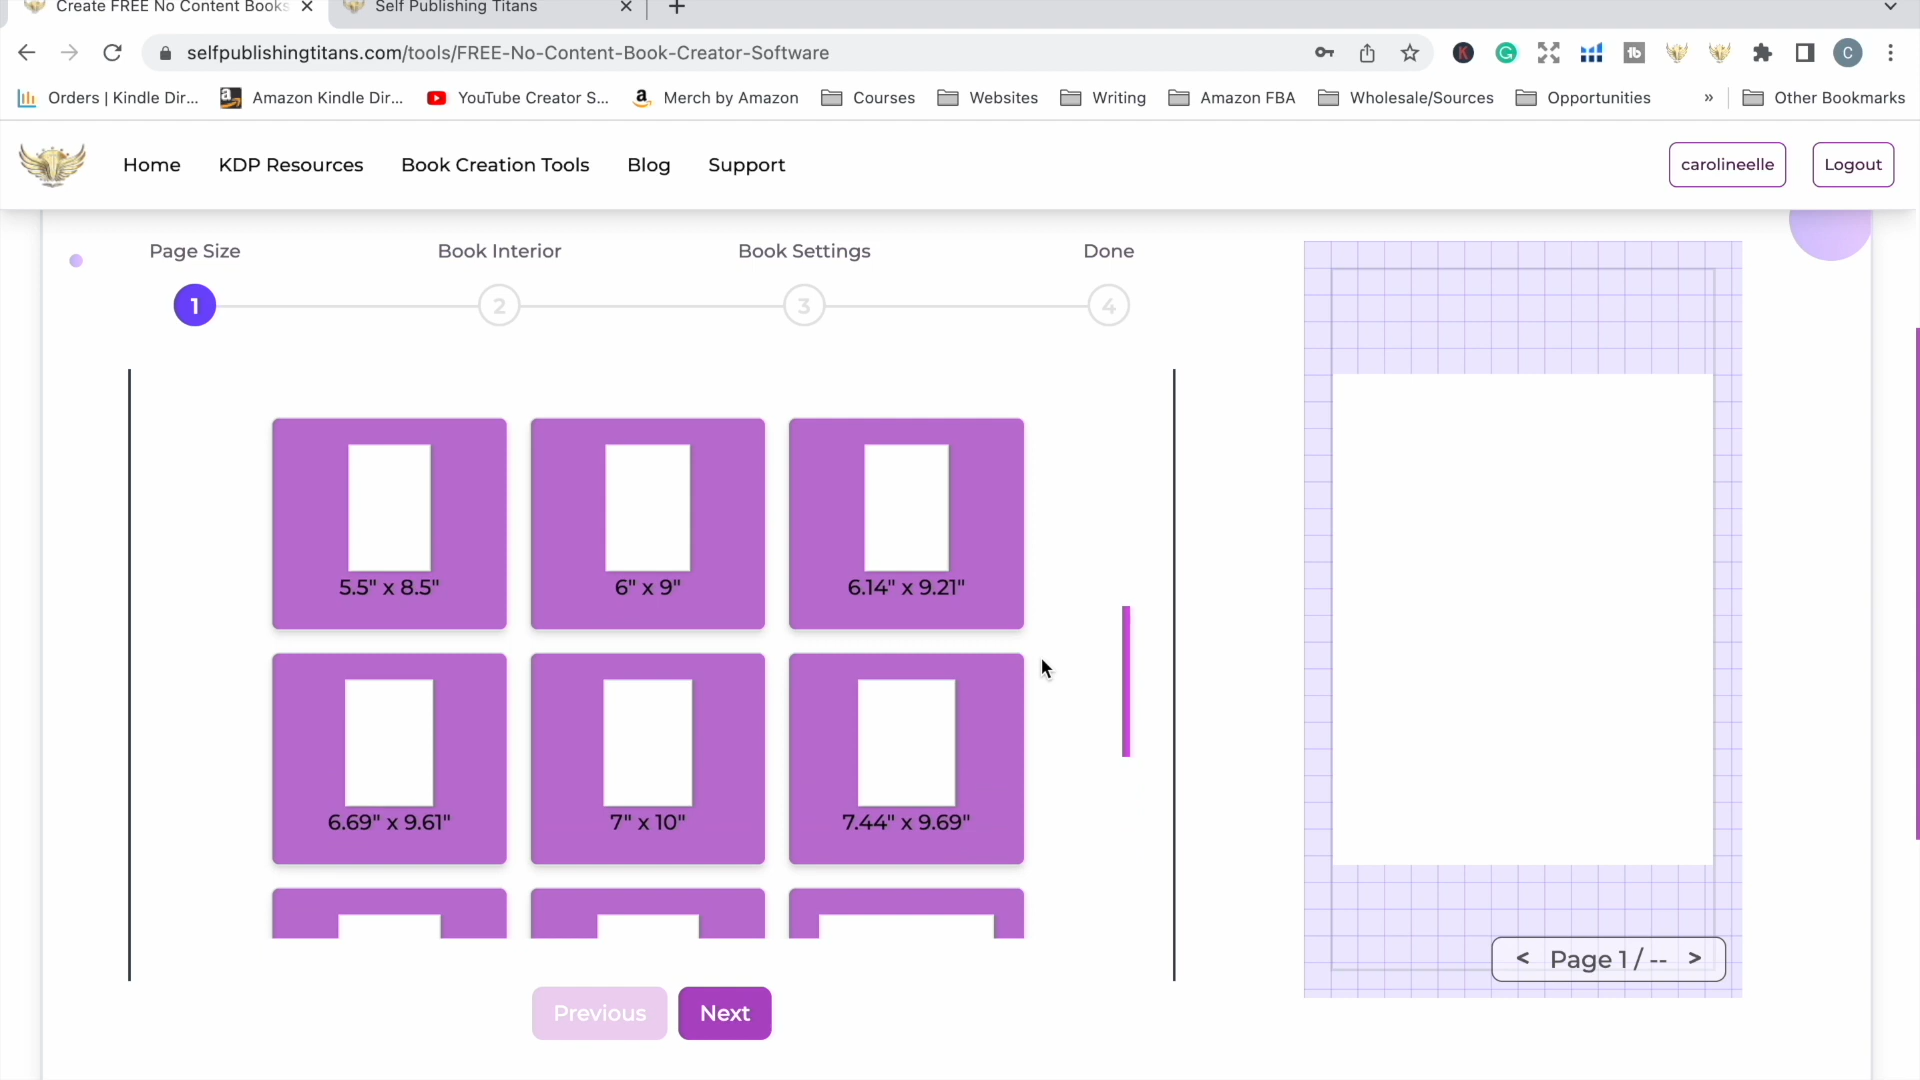 Create FREE No Content Books
Self Publishing Titans
selfpublishingtitans.com/tools/FREE-No-Content-Book-Creator-Software
K
G
tb
C
Orders | Kindle Dir...
Amazon Kindle Dir...
YouTube Creator S...
Merch by Amazon
Courses
Websites
Writing
Amazon FBA
Wholesale/Sources
Opportunities
»
Other Bookmarks
Home
KDP Resources
Book Creation Tools
Blog
Support
carolineelle
Logout
Page Size
Book Interior
Book Settings
Done
1
2
3
4
5.5" x 8.5"
6" x 9"
6.14" x 9.21"
6.69" x 9.61"
7" x 10"
7.44" x 9.69"
< Page 1 / -- >
Previous
Next